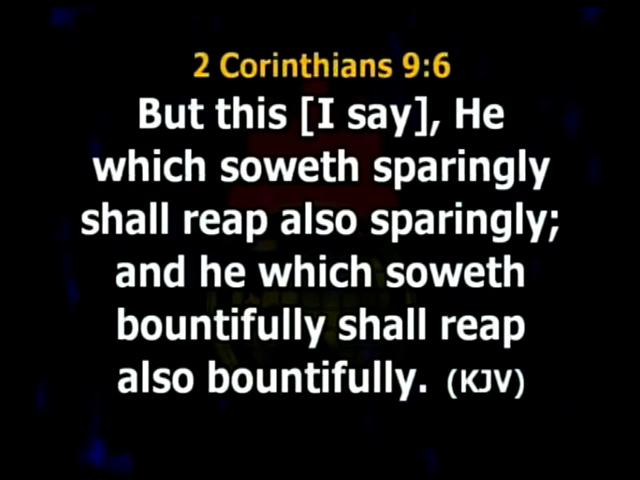 2 Corinthians 9:6
But this [I say], He
which soweth sparingly
shall reap also sparingly;
and he which soweth
bountifully shall reap
also bountifully. (KJV)